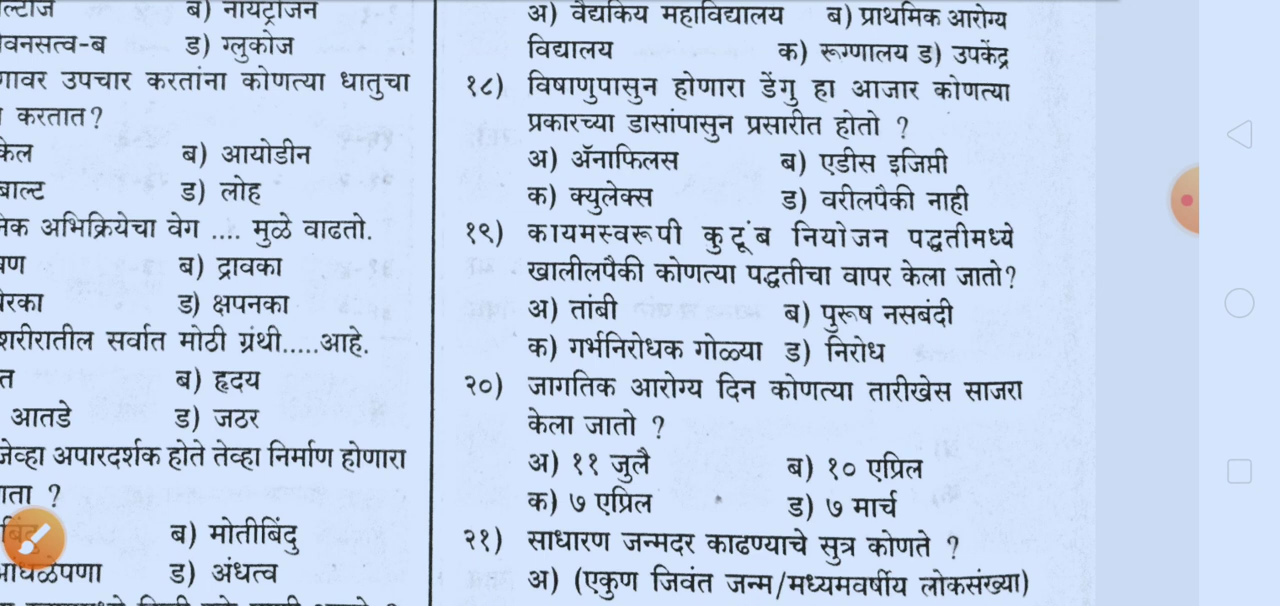 ब) नायट्रोजन
ड) ग्लुकोज
उपचार करतांना कोणत्या धातुचा
करतात?
ब) आयोडीन
ड) लोह
अभिक्रियेचा वेग .... मुळे वाढतो.
ब) द्रावका
ड) क्षपनका
शरीरातील सर्वात मोठी ग्रंथी.....आहे.
ब) हृदय
आतडे ड) जठर
जेव्हा अपारदर्शक होते तेव्हा निर्माण होणारा
?
ब) मोतीबिंदु
ड) अंधत्व
अ) वैद्यकिय महाविद्यालय ब) प्राथमिक आरोग्य
विद्यालय क) रूग्णालय ड) उपकेंद्र
१८) विषाणुपासुन होणारा डेंगु हा आजार कोणत्या
प्रकारच्या डासांपासुन प्रसारीत होतो ?
अ) ॲनाफिलस ब) एडीस इजिप्ती
क) क्युलेक्स ड) वरीलपैकी नाही
१९) कायमस्वरूपी कुटूंब नियोजन पद्धतीमध्ये
खालीलपैकी कोणत्या पद्धतीचा वापर केला जातो?
अ) तांबी ब) पुरूष नसबंदी
क) गर्भनिरोधक गोळ्या ड) निरोध
२०) जागतिक आरोग्य दिन कोणत्या तारीखेस साजरा
केला जातो ?
अ) ११ जुलै ब) १० एप्रिल
क) ७ एप्रिल ड) ७ मार्च
२१) साधारण जन्मदर काढण्याचे सुत्र कोणते ?
अ) (एकुण जिवंत जन्म/मध्यमवर्षीय लोकसंख्या)